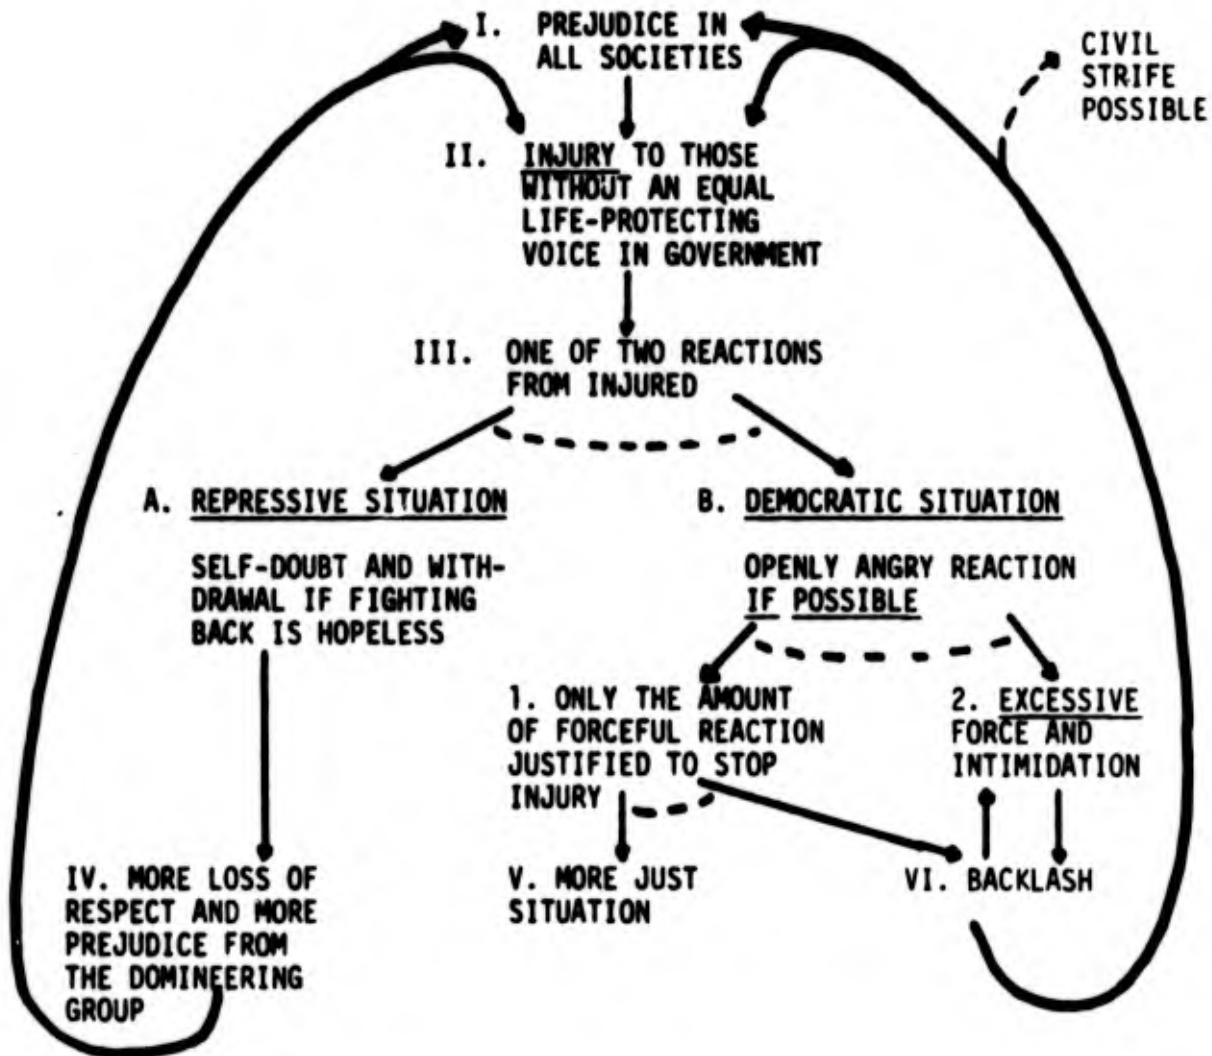 I. PREJUDICE IN
ALL SOCIETIES
CIVIL
STRIFE
POSSIBLE
II. INJURY TO THOSE
WITHOUT AN EQUAL
LIFE-PROTECTING
VOICE IN GOVERNMENT
III. ONE OF TWO REACTIONS
FROM INJURED
A. REPRESSIVE SITUATION
SELF-DOUBT AND WITH-
DRAWAL IF FIGHTING
BACK IS HOPELESS
B. DEMOCRATIC SITUATION
OPENLY ANGRY REACTION
IF POSSIBLE
1. ONLY THE AMOUNT
OF FORCEFUL REACTION
JUSTIFIED TO STOP
INJURY
2. EXCESSIVE
FORCE AND
INTIMIDATION
IV. MORE LOSS OF
RESPECT AND MORE
PREJUDICE FROM
THE DOMINEERING
GROUP
V. MORE JUST
SITUATION
VI. BACKLASH